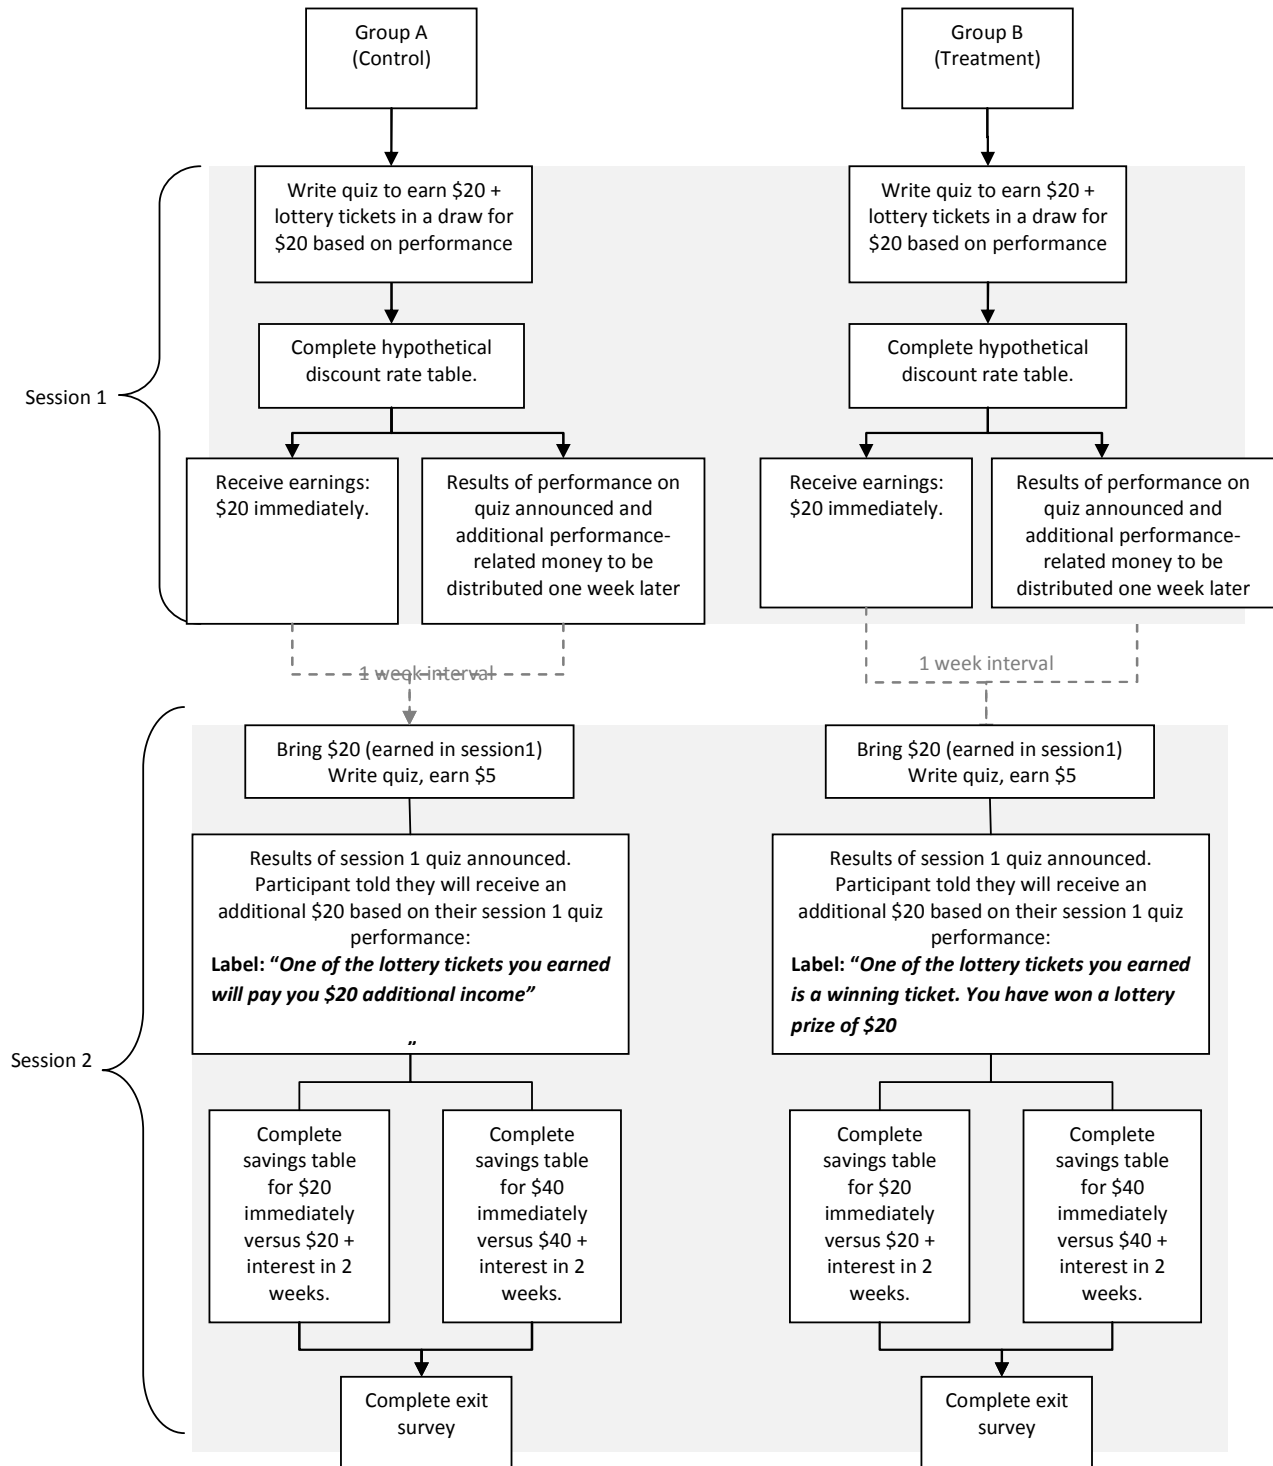 Group A
(Control)
Group B
(Treatment)
Session 1
Write quiz to earn $20 +
lottery tickets in a draw for
$20 based on performance
Write quiz to earn $20 +
lottery tickets in a draw for
$20 based on performance
Complete hypothetical
discount rate table.
Complete hypothetical
discount rate table.
Receive earnings:
$20 immediately.
Results of performance on
quiz announced and
additional performance-
related money to be
distributed one week later
Receive earnings:
$20 immediately.
Results of performance on
quiz announced and
additional performance-
related money to be
distributed one week later
1 week interval
1 week interval
Session 2
Bring $20 (earned in session1)
Write quiz, earn $5
Bring $20 (earned in session1)
Write quiz, earn $5
Results of session 1 quiz announced.
Participant told they will receive an
additional $20 based on their session 1 quiz
performance:
Label: “One of the lottery tickets you earned
will pay you $20 additional income”
”
Results of session 1 quiz announced.
Participant told they will receive an
additional $20 based on their session 1 quiz
performance:
Label: “One of the lottery tickets you earned
is a winning ticket. You have won a lottery
prize of $20
Complete
savings table
for $20
immediately
versus $20 +
interest in 2
weeks.
Complete
savings table
for $40
immediately
versus $40 +
interest in 2
weeks.
Complete
savings table
for $20
immediately
versus $20 +
interest in 2
weeks.
Complete
savings table
for $40
immediately
versus $40 +
interest in 2
weeks.
Complete exit
survey
Complete exit
survey